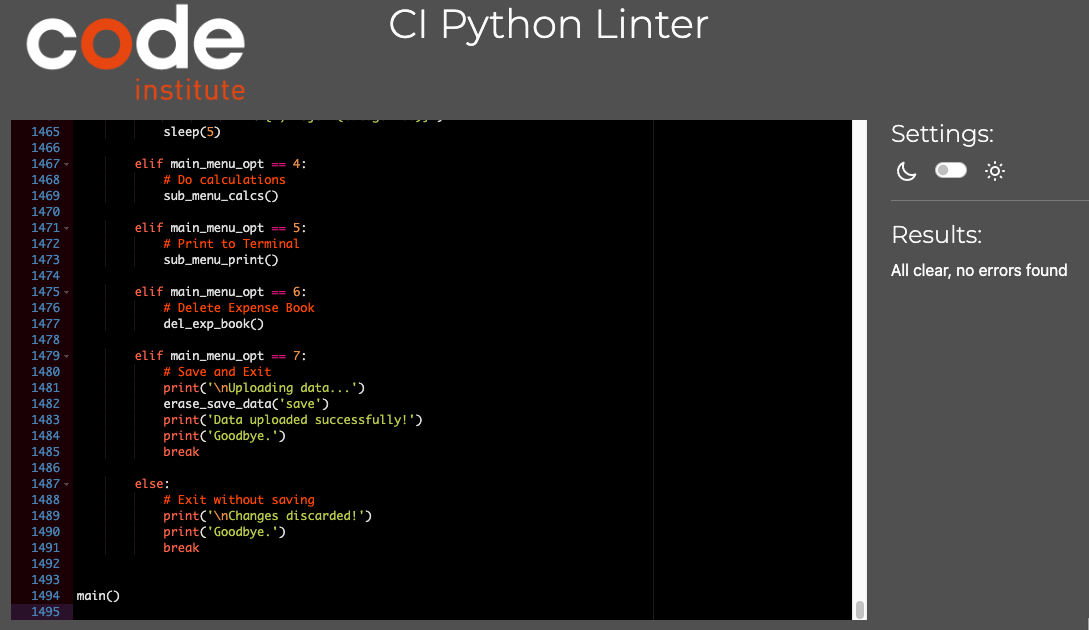 code
institute
CI Python Linter
1465 sleep(5)
1466
1467 elif main_menu_opt == 4:
1468 # Do calculations
1469 sub_menu_calcs()
1470
1471 elif main_menu_opt == 5:
1472 # Print to Terminal
1473 sub_menu_print()
1474
1475 elif main_menu_opt == 6:
1476 # Delete Expense Book
1477 del_exp_book()
1478
1479 elif main_menu_opt == 7:
1480 # Save and Exit
1481 print('\nUploading data...')
1482 erase_save_data('save')
1483 print('Data uploaded successfully!')
1484 print('Goodbye.')
1485 break
1486
1487 else:
1488 # Exit without saving
1489 print('\nChanges discarded!')
1490 print('Goodbye.')
1491 break
1492
1493
1494 main()
1495
Settings:
Results:
All clear, no errors found